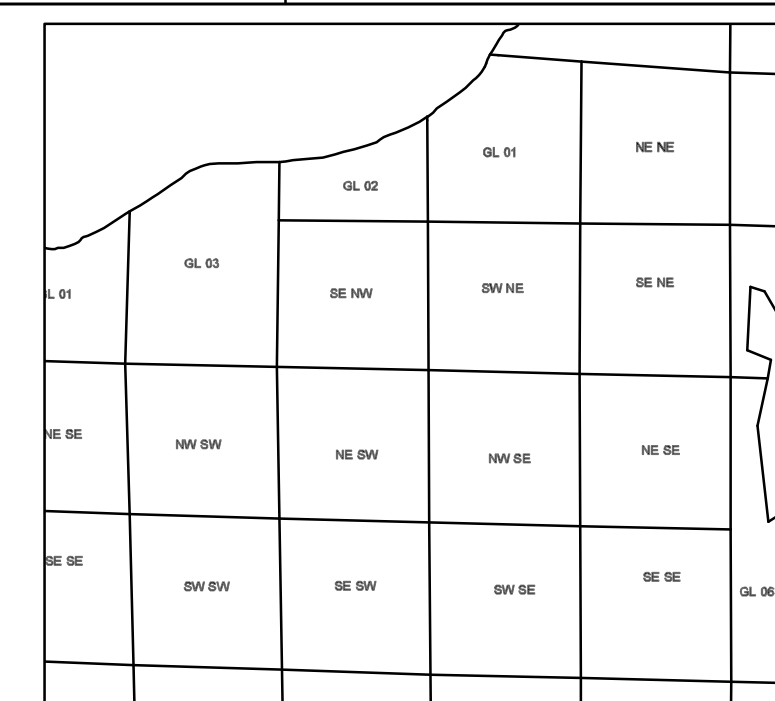 GL 01
NE NE
GL 02
GL 03
SE NW
SW NE
SE NE
GL 01
NE SE
NW SW
NE SW
NW SE
NE SE
SE SE
SW SW
SE SW
SW SE
SE SE
GL 06